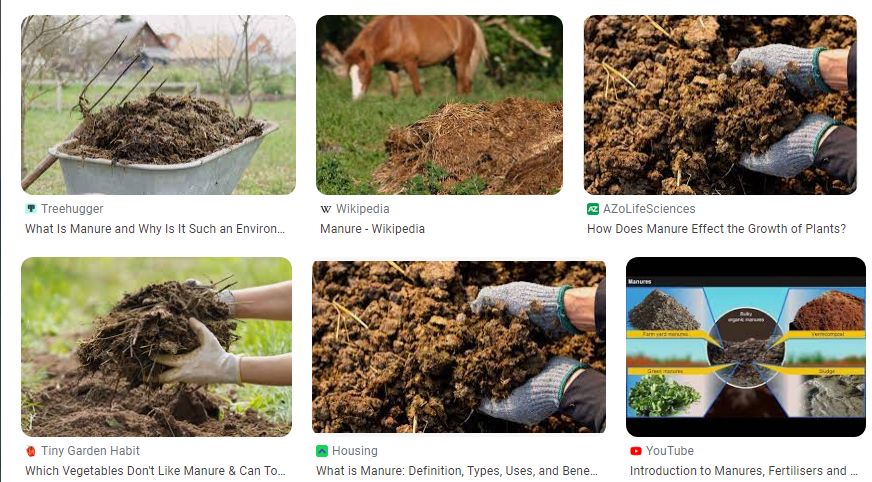 Treehugger
What Is Manure and Why Is It Such an Environ...
W Wikipedia
Manure - Wikipedia
AZ AZoLifeSciences
How Does Manure Effect the Growth of Plants?
Manures
Bulky
organic manures
Farm yard manures
Vermicompost
Green manures
Sludge
Tiny Garden Habit
Which Vegetables Don't Like Manure & Can To...
Housing
What is Manure: Definition, Types, Uses, and Bene...
YouTube
Introduction to Manures, Fertilisers and ...